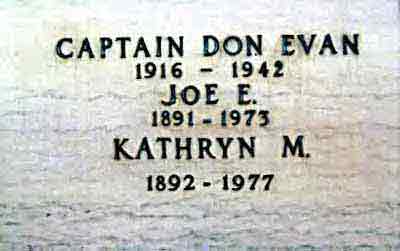 CAPTAIN DON EVAN
1916 - 1942
JOE E.
1891 - 1973
KATHRYN M.
1892 - 1977